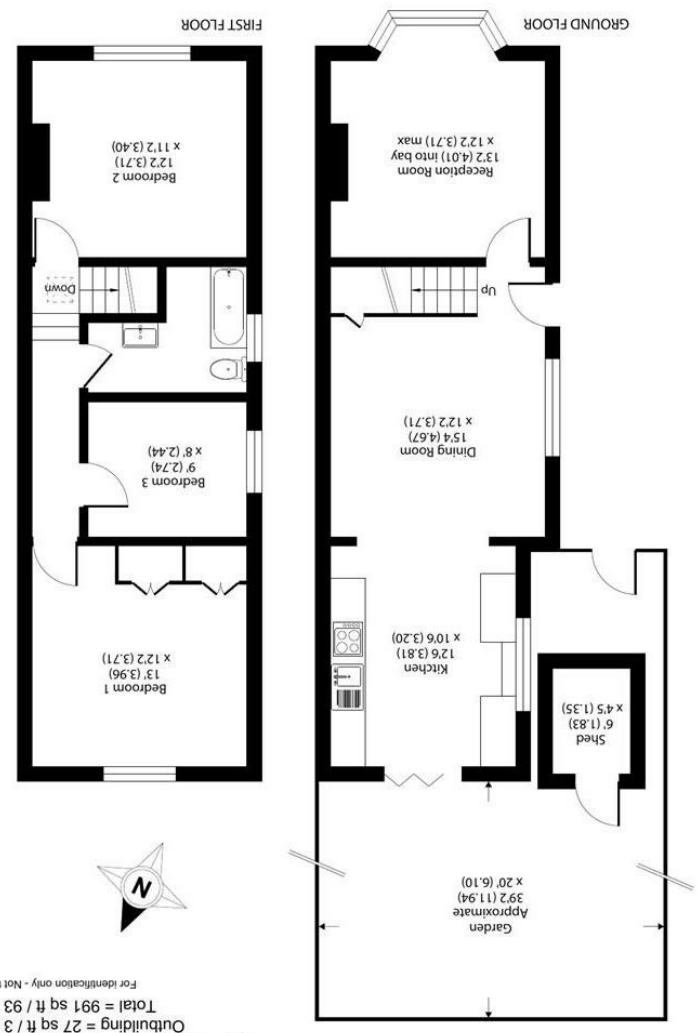 Outbuilding = 27 sq ft / 3
Total = 991 sq ft / 93
For identification only - Not
N
Garden
Approximate
39'2 (11.94)
x 20' (6.10)
Shed
6' (1.83)
x 4'5 (1.35)
Kitchen
12'6 (3.81)
x 10'6 (3.20)
Dining Room
15'4 (4.67)
x 12'2 (3.71)
Up
Reception Room
13'2 (4.01) into bay
x 12'2 (3.71) max
GROUND FLOOR
Bedroom 1
13' (3.96)
x 12'2 (3.71)
Bedroom 3
9' (2.74)
x 8' (2.44)
Down
Bedroom 2
12'2 (3.71)
x 11'2 (3.40)
FIRST FLOOR